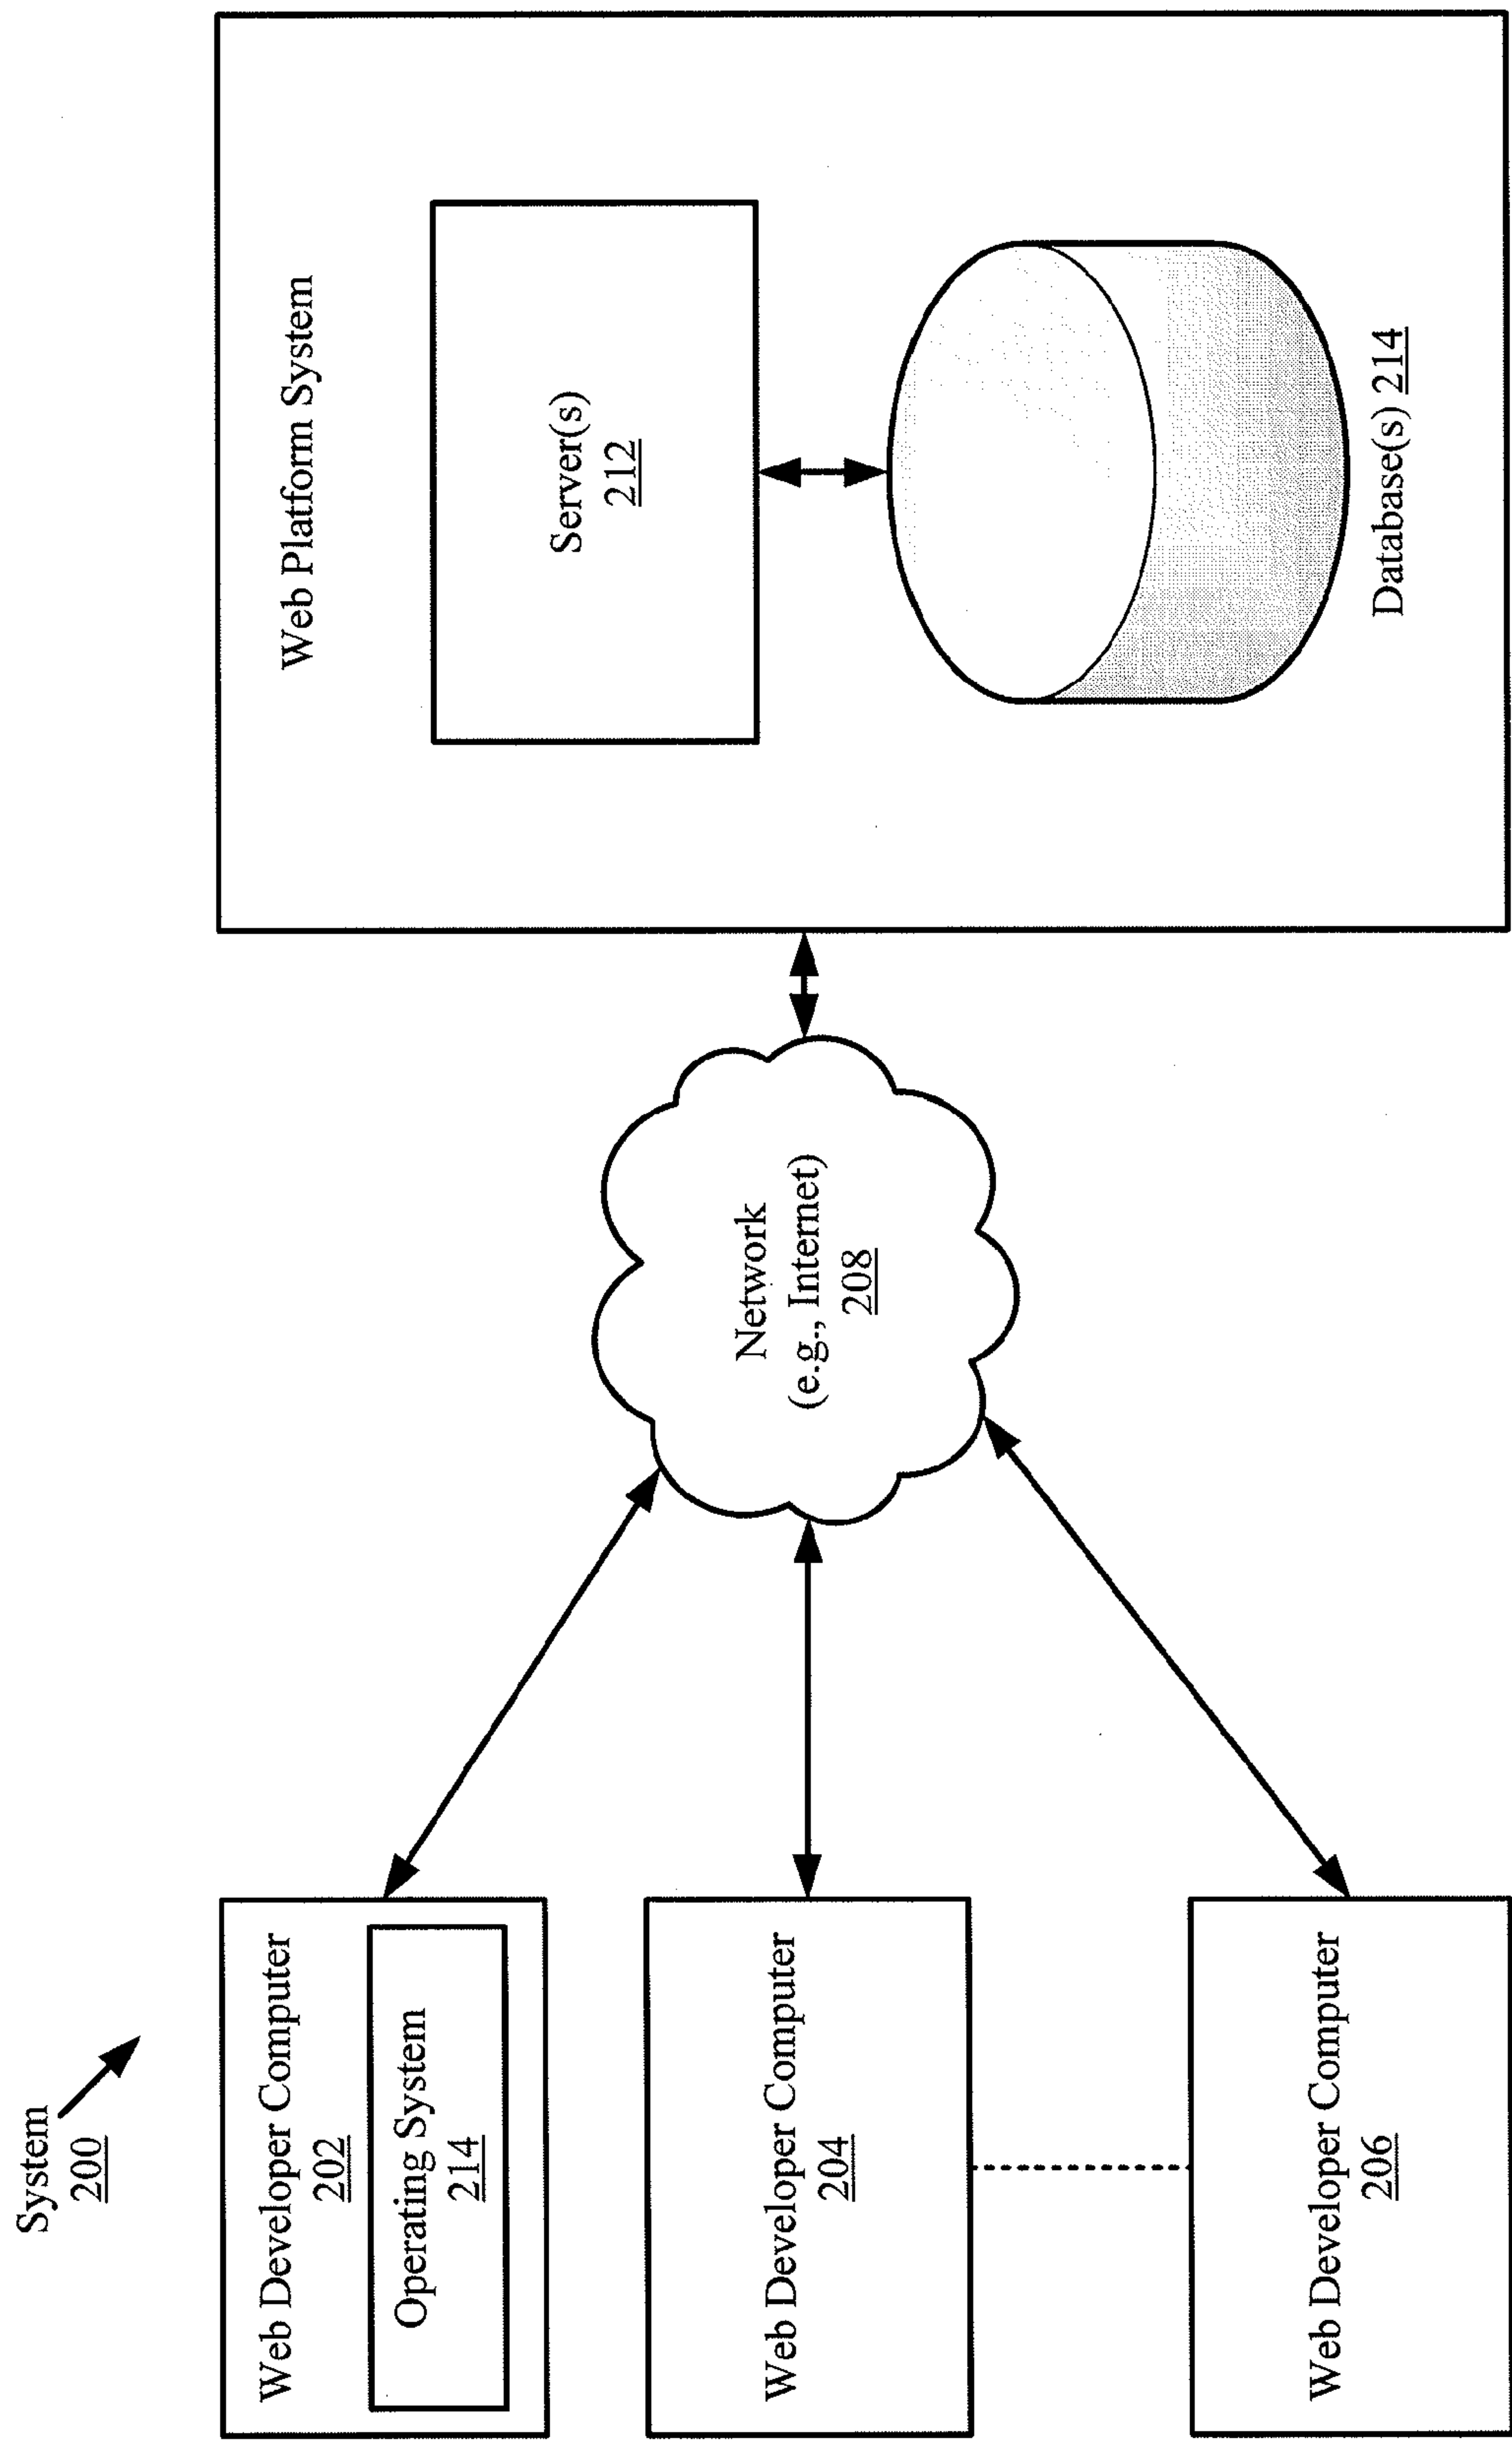 System
200
Web Developer Computer
202
Operating System
214
Web Developer Computer
204
Web Developer Computer
206
Network
(e.g., Internet)
208
Web Platform System
Server(s)
212
Database(s) 214